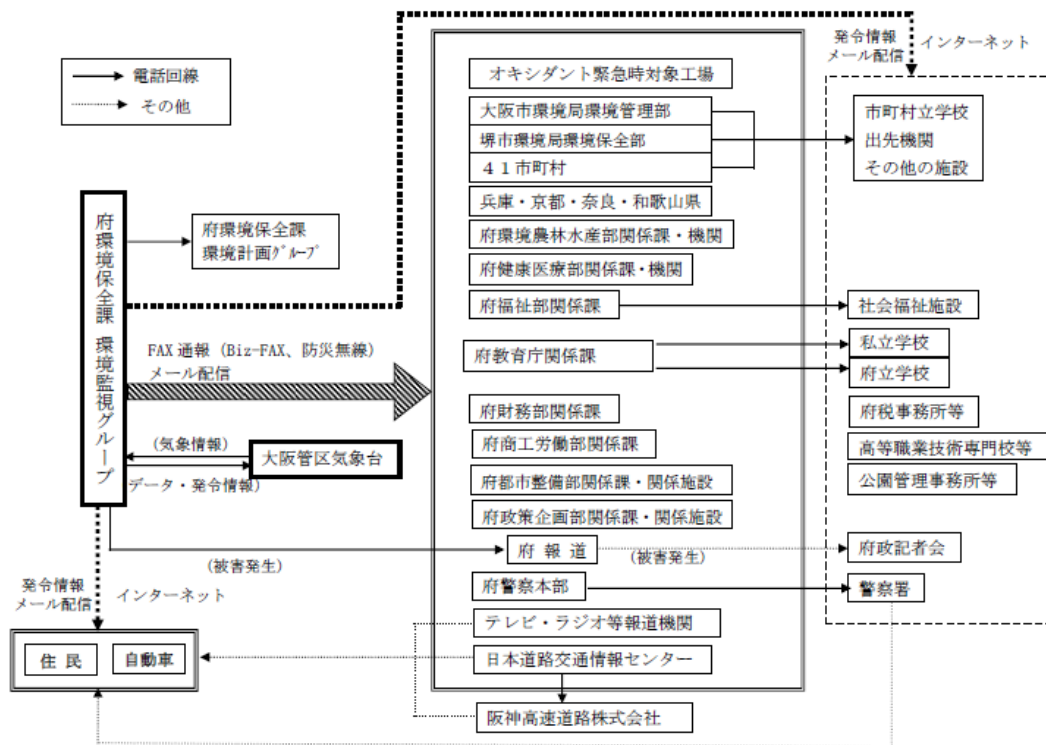 発令情報
メール配信
インターネット
電話回線
その他
オキシダント緊急時対象工場
大阪市環境局環境管理部
堺市環境局環境保全部
41市町村
市町村立学校
出先機関
その他の施設
兵庫・京都・奈良・和歌山県
府環境保全課 環境監視グループ
府環境保全課
環境計画グループ
府環境農林水産部関係課・機関
府健康医療部関係課・機関
府福祉部関係課
社会福祉施設
FAX 通報 (Biz-FAX、防災無線)
メール配信
府教育庁関係課
私立学校
府立学校
府財務部関係課
府税事務所等
(気象情報)
大阪管区気象台
データ・発令情報)
府商工労働部関係課
高等職業技術専門校等
府都市整備部関係課・関係施設
公園管理事務所等
府政策企画部関係課・関係施設
府 報 道
(被害発生)
(被害発生)
府政記者会
府警察本部
警察署
発令情報
メール配信
インターネット
テレビ・ラジオ等報道機関
住 民
自動車
日本道路交通情報センター
阪神高速道路株式会社